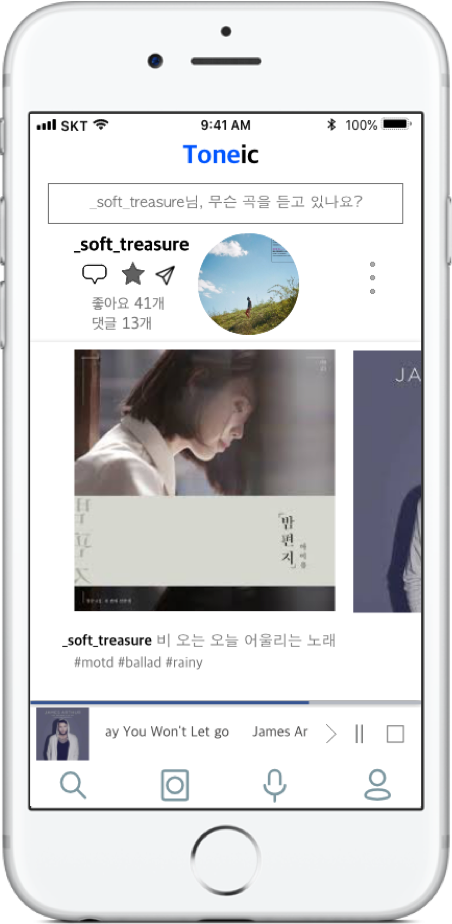 SKT
9:41 AM
100%
Toneic
_soft_treasure님, 무슨 곡을 듣고 있나요?
_soft_treasure
좋아요 41개
댓글 13개
JA
「밤편지」
아이유
_soft_treasure 비 오는 오늘 어울리는 노래
#motd #ballad #rainy
ay You Won't Let go James Ar